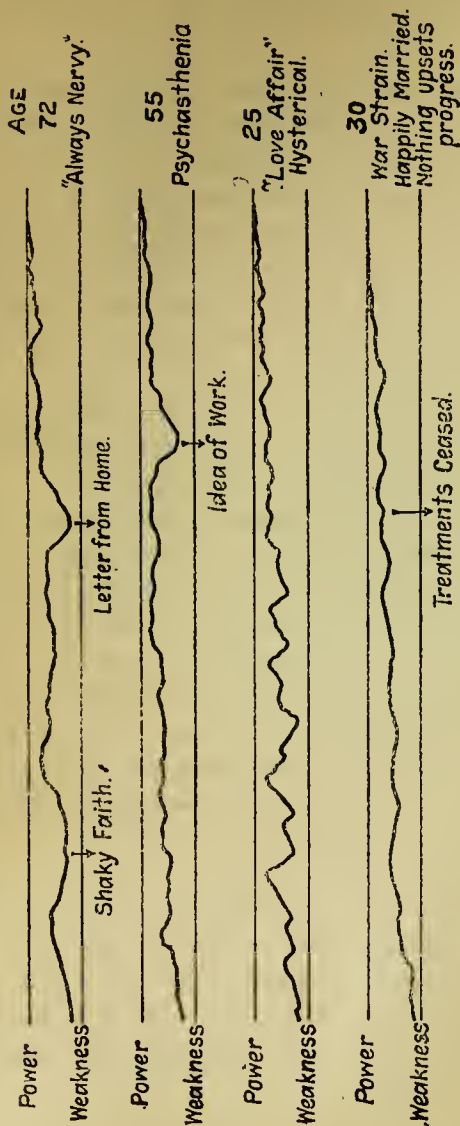 AGE
72
"Always Nervy."
Power
Weakness
Shaky Faith.
Letter from Home.
55
Psychasthenia
Power
Weakness
Idea of Work.
25
"Love Affair"
Hysterical.
Power
Weakness
30
War Strain.
Happily Married.
Nothing upsets
progress.
Power
Weakness
Treatments Ceased.